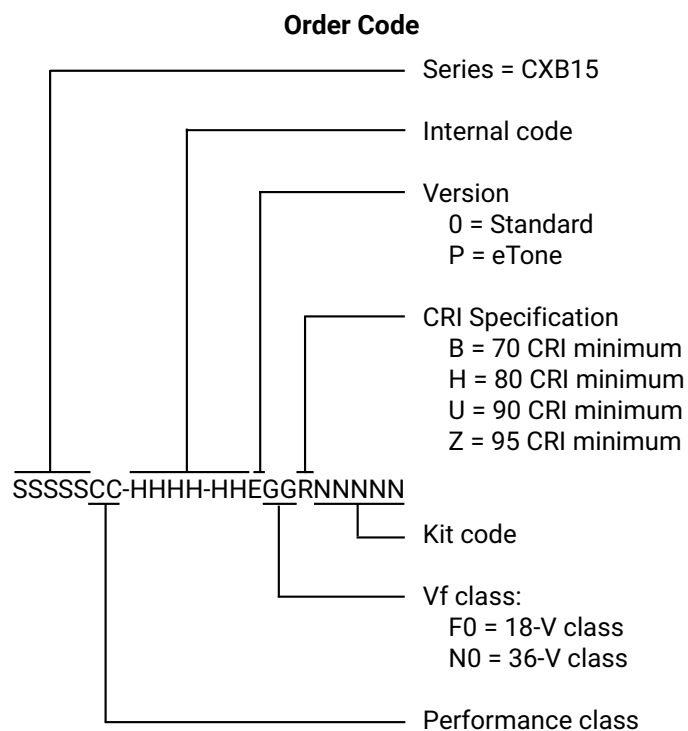 Order Code
Series = CXB15
Internal code
Version
0 = Standard
P = eTone
CRI Specification
B = 70 CRI minimum
H = 80 CRI minimum
U = 90 CRI minimum
Z = 95 CRI minimum
SSSSSCC-HHHH-HHEGGRNNNNN
Kit code
Vf class:
F0 = 18-V class
N0 = 36-V class
Performance class